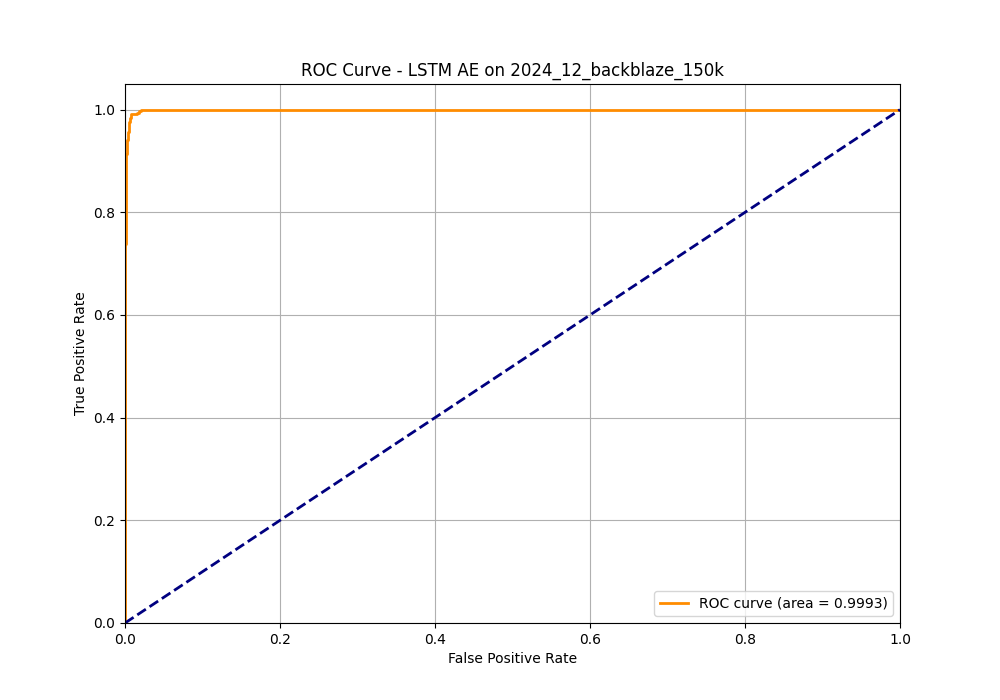 ROC Curve - LSTM AE on 2024_12_backblaze_150k
1.0
0.8
0.6
0.4
0.2
0.0
True Positive Rate
ROC curve (area = 0.9993)
0.0 0.2 0.4 0.6 0.8 1.0
False Positive Rate